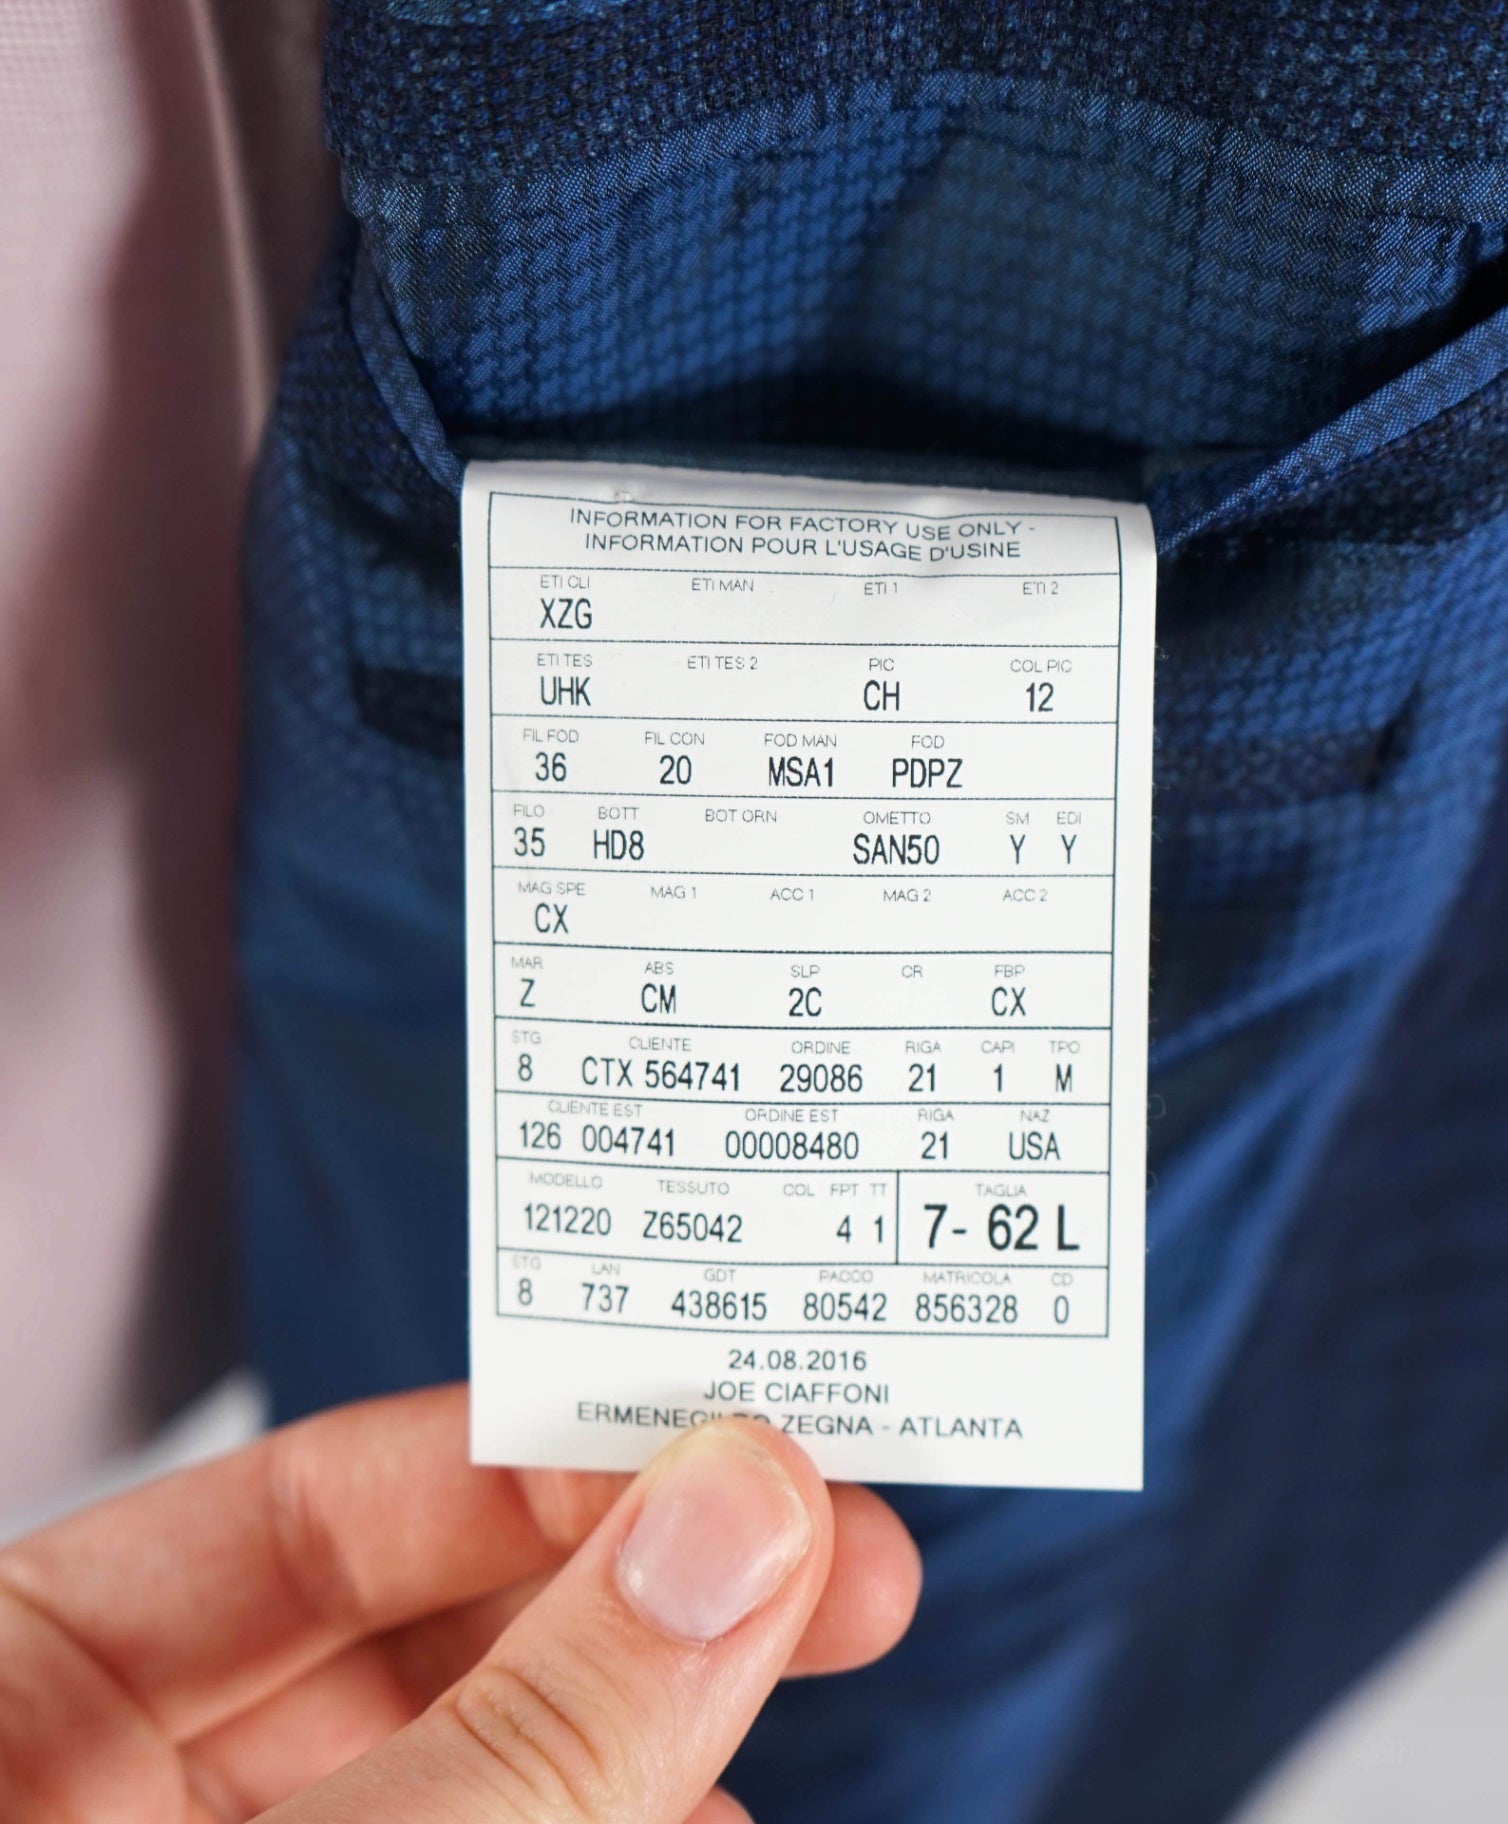 INFORMATION FOR FACTORY USE ONLY -
INFORMATION POUR L'USAGE D'USINE
ETI CLI ETI MAN ETI 1 ETI 2
XZG
ETI TES ETI TES 2 PIC COL PIC
UHK CH 12
FIL FOD FIL CON FOD MAN FOD
36 20 MSA1 PDPZ
FILO BOTT BOT ORN OMETTO SM EDI
35 HD8 SAN50 Y Y
MAG SPE MAG 1 ACC 1 MAG 2 ACC 2
CX
MAR ABS SLP CR FBP
Z CM 2C CX
STG CLIENTE ORDINE RIGA CAPI TPO
8 CTX 564741 29086 21 1 M
CLIENTE EST ORDINE EST RIGA NAZ
126 004741 00008480 21 USA
MODELLO TESSUTO COL FPT TT TAGLIA
121220 Z65042 4 1 7- 62 L
STG LAN GDT PACCO MATRICOLA CD
8 737 438615 80542 856328 0
24.08.2016
JOE CIAFFONI
ERMENEGILDO ZEGNA - ATLANTA